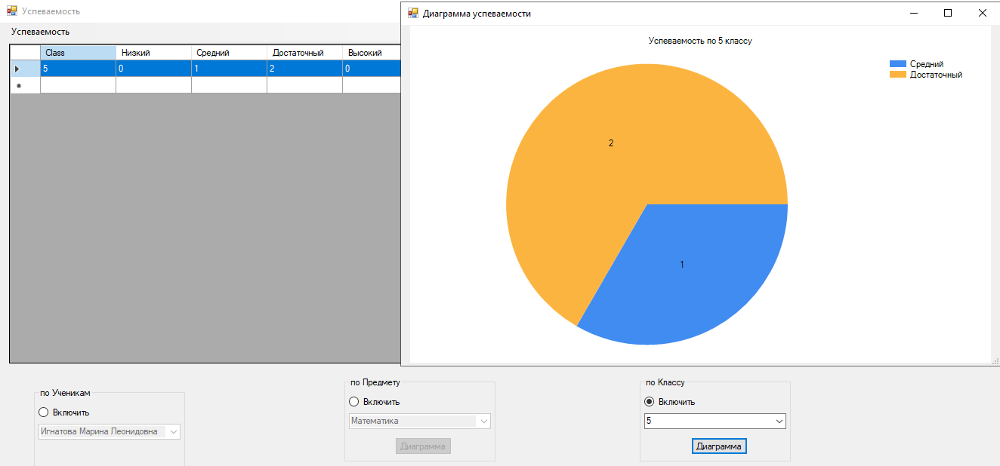 Успеваемость
Успеваемость
Class Низкий Средний Достаточный Высокий
5 0 1 2 0
Диаграмма успеваемости
Успеваемость по 5 классу
Средний
Достаточный
2
1
по Ученикам
Включить
Игнатова Марина Леонидовна
по Предмету
Включить
Математика
Диаграмма
по Классу
Включить
5
Диаграмма